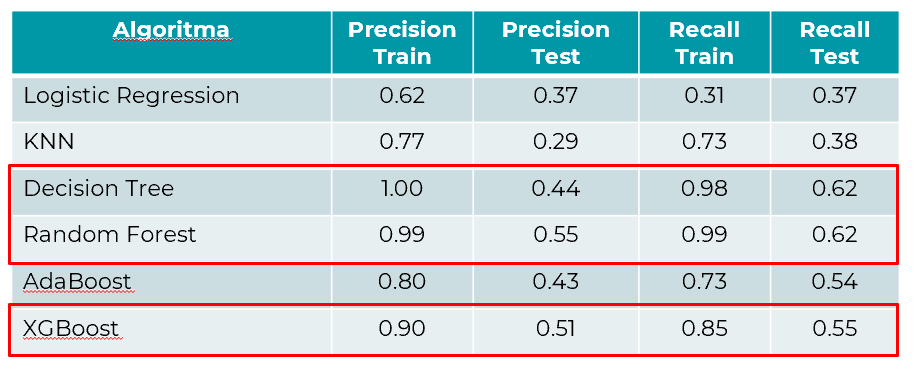 Algoritma Precision Train Precision Test Recall Train Recall Test
Logistic Regression 0.62 0.37 0.31 0.37
KNN 0.77 0.29 0.73 0.38
Decision Tree 1.00 0.44 0.98 0.62
Random Forest 0.99 0.55 0.99 0.62
AdaBoost 0.80 0.43 0.73 0.54
XGBoost 0.90 0.51 0.85 0.55